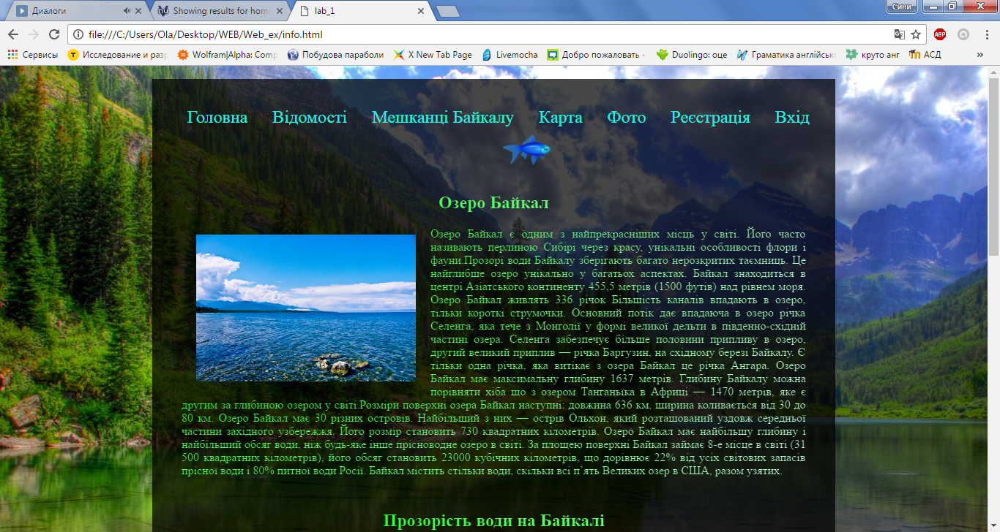 Диалоги
Showing results for hom
lab_1
Сини
file:///C:/Users/Ola/Desktop/WEB/Web_ex/info.html
ABP
Сервисы
Исследование и раз
Wolfram|Alpha: Comp
Побудова параболи
X New Tab Page
Livemocha
Добро пожаловать -
Duolingo: оце
Граматика англійськ
круто анг
АСД
»
Головна Відомості Мешканці Байкалу Карта Фото Реєстрація Вхід
Озеро Байкал
Озеро Байкал є одним з найпрекрасніших місць у світі. Його часто
називають перлиною Сибірі через красу, унікальні особливості флори і
фауни.Прозорі води Байкалу зберігають багато нерозкритих таємниць. Це
найглибше озеро унікально у багатьох аспектах. Байкал знаходиться в
центрі Азіатського континенту 455,5 метрів (1500 футів) над рівнем моря.
Озеро Байкал живлять 336 річок Більшість каналів впадають в озеро,
тільки короткі струмочки. Основний потік дає впадаюча в озеро річка
Селенга, яка тече з Монголії у формі великої дельти в південно-східній
частині озера. Селенга забезпечує більше половини припливу в озеро,
другий великий приплив — річка Баргузин, на східному березі Байкалу. Є
тільки одна річка, яка витікає з озера Байкал це річка Ангара. Озеро
Байкал має максимальну глибину 1637 метрів. Глибину Байкалу можна
порівняти хіба що з озером Танганьїка в Африці — 1470 метрів, яке є
другим за глибиною озером у світі.Розміри поверхні озера Байкал наступні: довжина 636 км, ширина коливається від 30 до
80 км. Озеро Байкал має 30 різних островів. Найбільший з них — острів Ольхон, який розташований уздовж середньої
частини західного узбережжя. Його розмір становить 730 квадратних кілометрів. Озеро Байкал має найбільшу глибину і
найбільший обсяг води, ніж будь-яке інше прісноводне озеро в світі. За площею поверхні Байкал займає 8-е місце в світі (31
500 квадратних кілометрів), його обсяг становить 23000 кубічних кілометрів, що дорівнює 22% від усіх світових запасів
прісної води і 80% питної води Росії. Байкал містить стільки води, скільки всі п`ять Великих озер в США, разом узятих.
Прозорість води на Байкалі